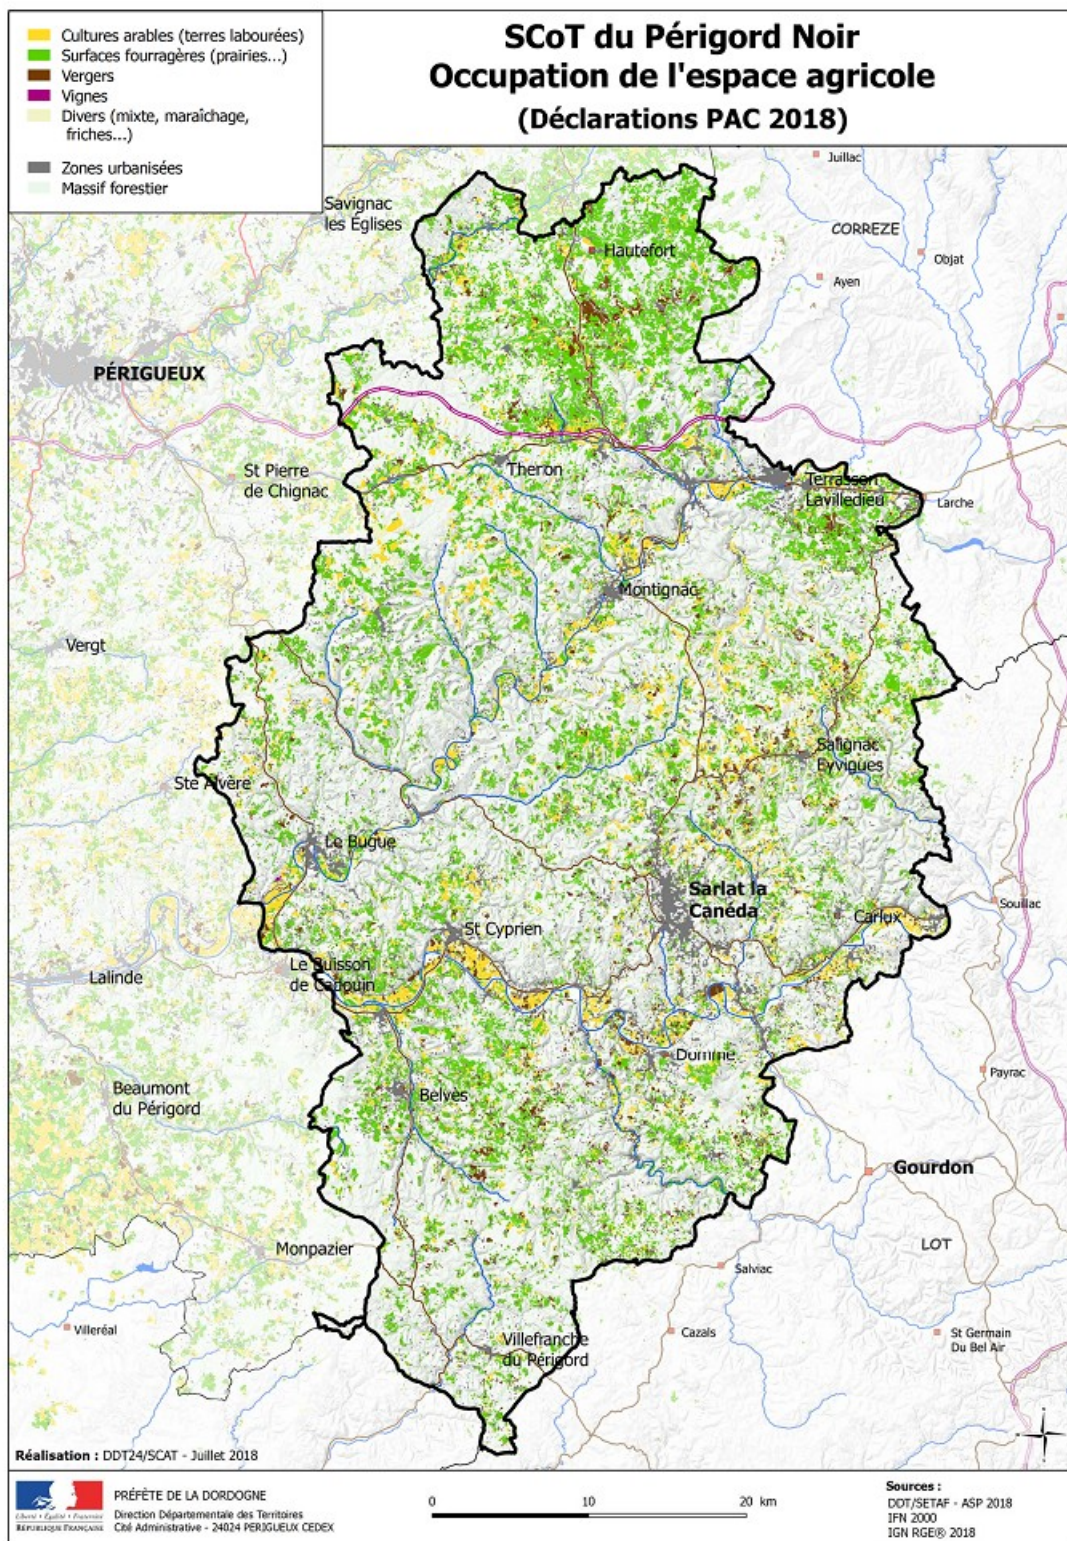 Cultures arables (terres labourées)
Surfaces fourragères (prairies...)
Vergers
Vignes
Divers (mixte, maraîchage,
friches...)
Zones urbanisées
Massif forestier
SCoT du Périgord Noir
Occupation de l'espace agricole
(Déclarations PAC 2018)
Juillac
Savignac
les Églises
CORREZE
Hautefort
Objat
Ayen
PÉRIGUEUX
Theron
St Pierre
de Chignac
Terrasson
Lavilledieu
Larche
Montignac
Vergt
Salignac
Eyvigues
Ste Alvère
Le Bugue
Sarlat la
Canéda
Souillac
Carlux
St Cyprien
Le Buisson
de Cadouin
Lalinde
Domme
Payrac
Beaumont
du Périgord
Belvès
Gourdon
Monpazier
LOT
Salviac
Villeréal
Cazals
St Germain
Du Bel Air
Villefranche
du Périgord
Réalisation : DDT24/SCAT - Juillet 2018
Liberté • Égalité • Fraternité
RÉPUBLIQUE FRANÇAISE
PRÉFÈTE DE LA DORDOGNE
Direction Départementale des Territoires
Cité Administrative - 24024 PERIGUEUX CEDEX
0 10 20 km
Sources :
DDT/SETAF - ASP 2018
IFN 2000
IGN RGE® 2018